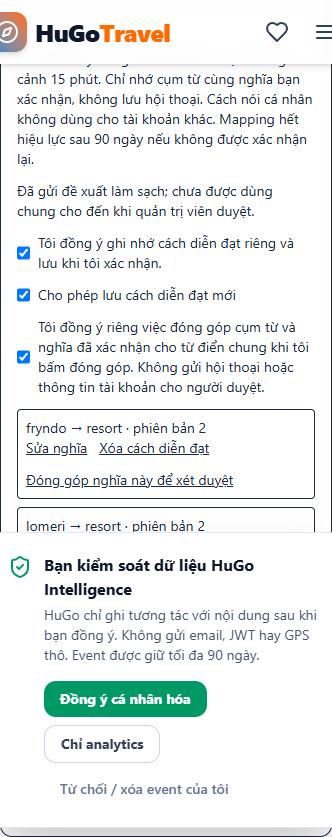 HuGoTravel
cảnh 15 phút. Chỉ nhớ cụm từ cùng nghĩa bạn
xác nhận, không lưu hội thoại. Cách nói cá nhân
không dùng cho tài khoản khác. Mapping hết
hiệu lực sau 90 ngày nếu không được xác nhận
lại.
Đã gửi đề xuất làm sạch; chưa được dùng
chung cho đến khi quản trị viên duyệt.
Tôi đồng ý ghi nhớ cách diễn đạt riêng và
lưu khi tôi xác nhận.
Cho phép lưu cách diễn đạt mới
Tôi đồng ý riêng việc đóng góp cụm từ và
nghĩa đã xác nhận cho từ điển chung khi tôi
bấm đóng góp. Không gửi hội thoại hoặc
thông tin tài khoản cho người duyệt.
fryndo → resort · phiên bản 2
Sửa nghĩa Xóa cách diễn đạt
Đóng góp nghĩa này để xét duyệt
lomeri → resort · phiên bản 2
Bạn kiểm soát dữ liệu HuGo
Intelligence
HuGo chỉ ghi tương tác với nội dung sau khi
bạn đồng ý. Không gửi email, JWT hay GPS
thô. Event được giữ tối đa 90 ngày.
Đồng ý cá nhân hóa
Chỉ analytics
Từ chối / xóa event của tôi